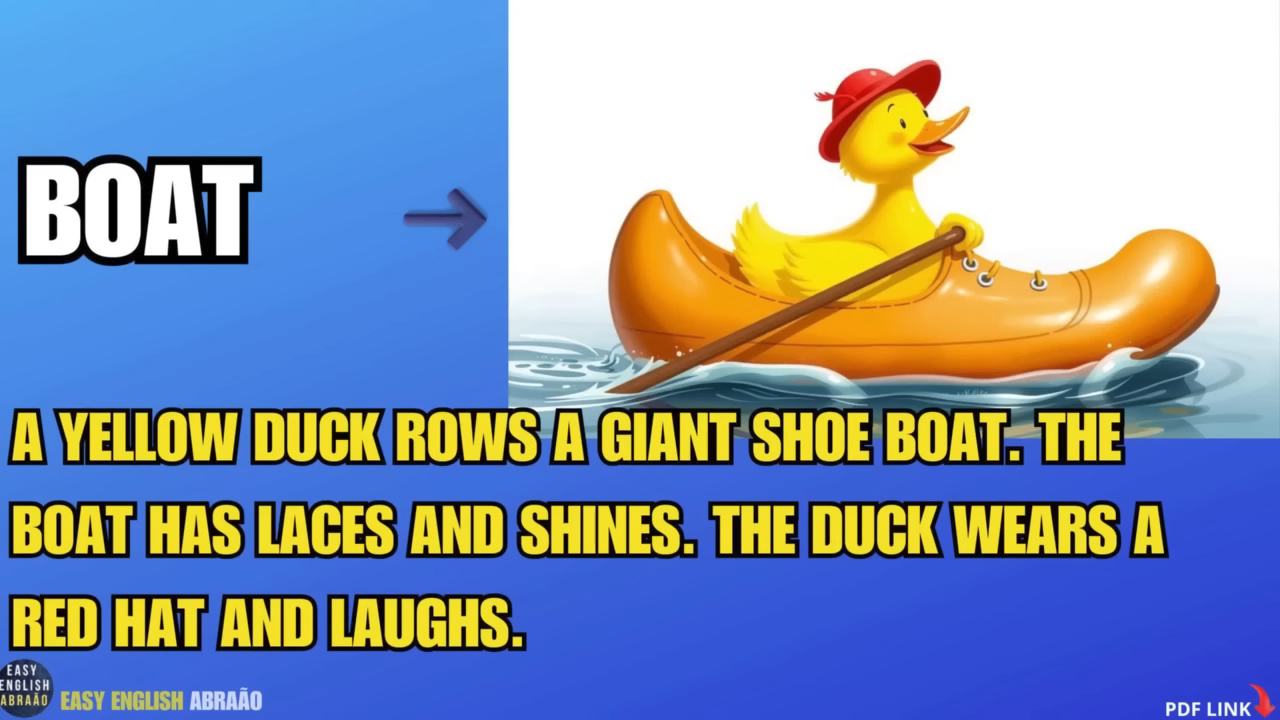 BOAT
A YELLOW DUCK ROWS A GIANT SHOE BOAT. THE
BOAT HAS LACES AND SHINES. THE DUCK WEARS A
RED HAT AND LAUGHS.
EASY
ENGLISH
ABRAÃO
EASY ENGLISH ABRAÃO
PDF LINK